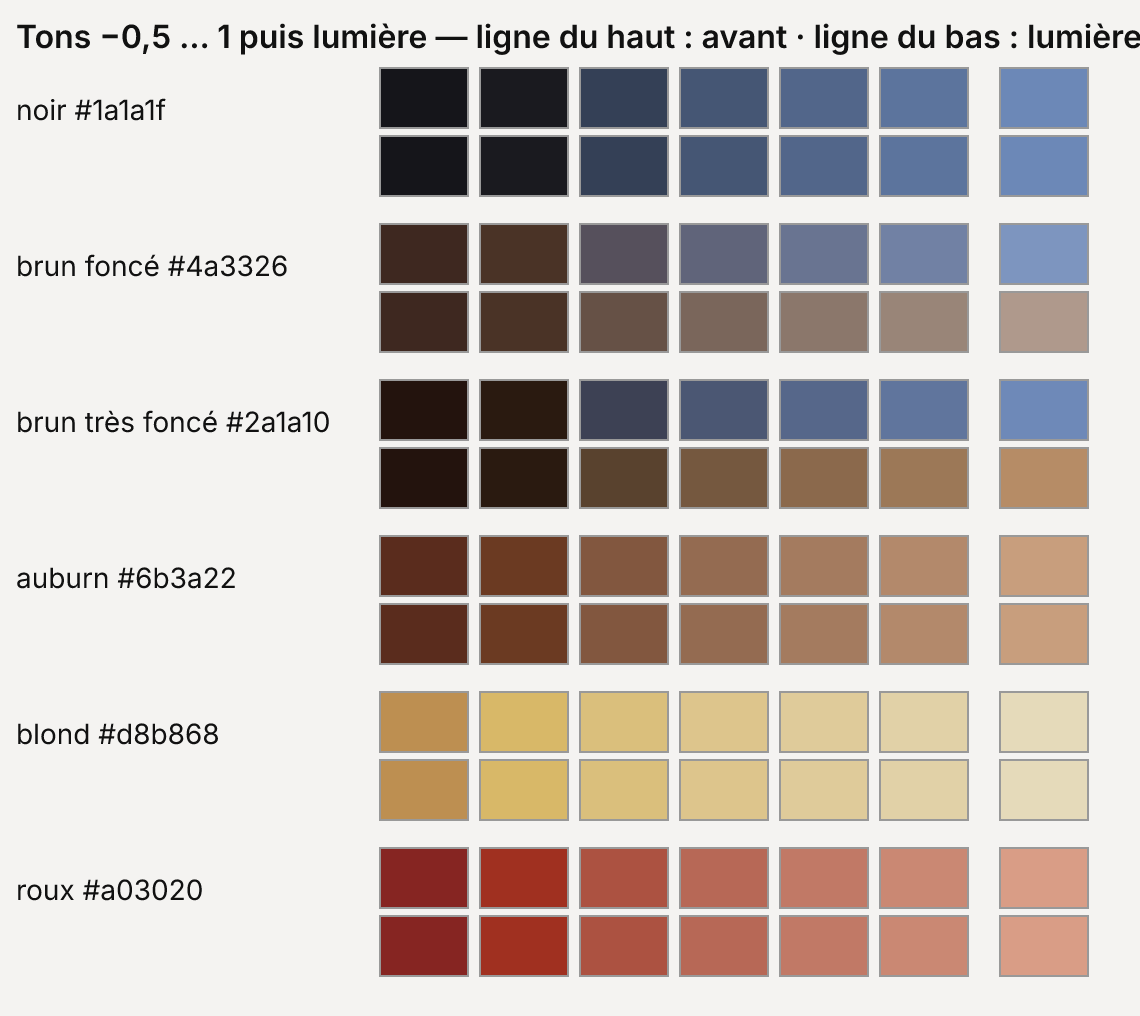 Tons −0,5 … 1 puis lumière — ligne du haut : avant · ligne du bas : lumière
noir #1a1a1f
brun foncé #4a3326
brun très foncé #2a1a10
auburn #6b3a22
blond #d8b868
roux #a03020